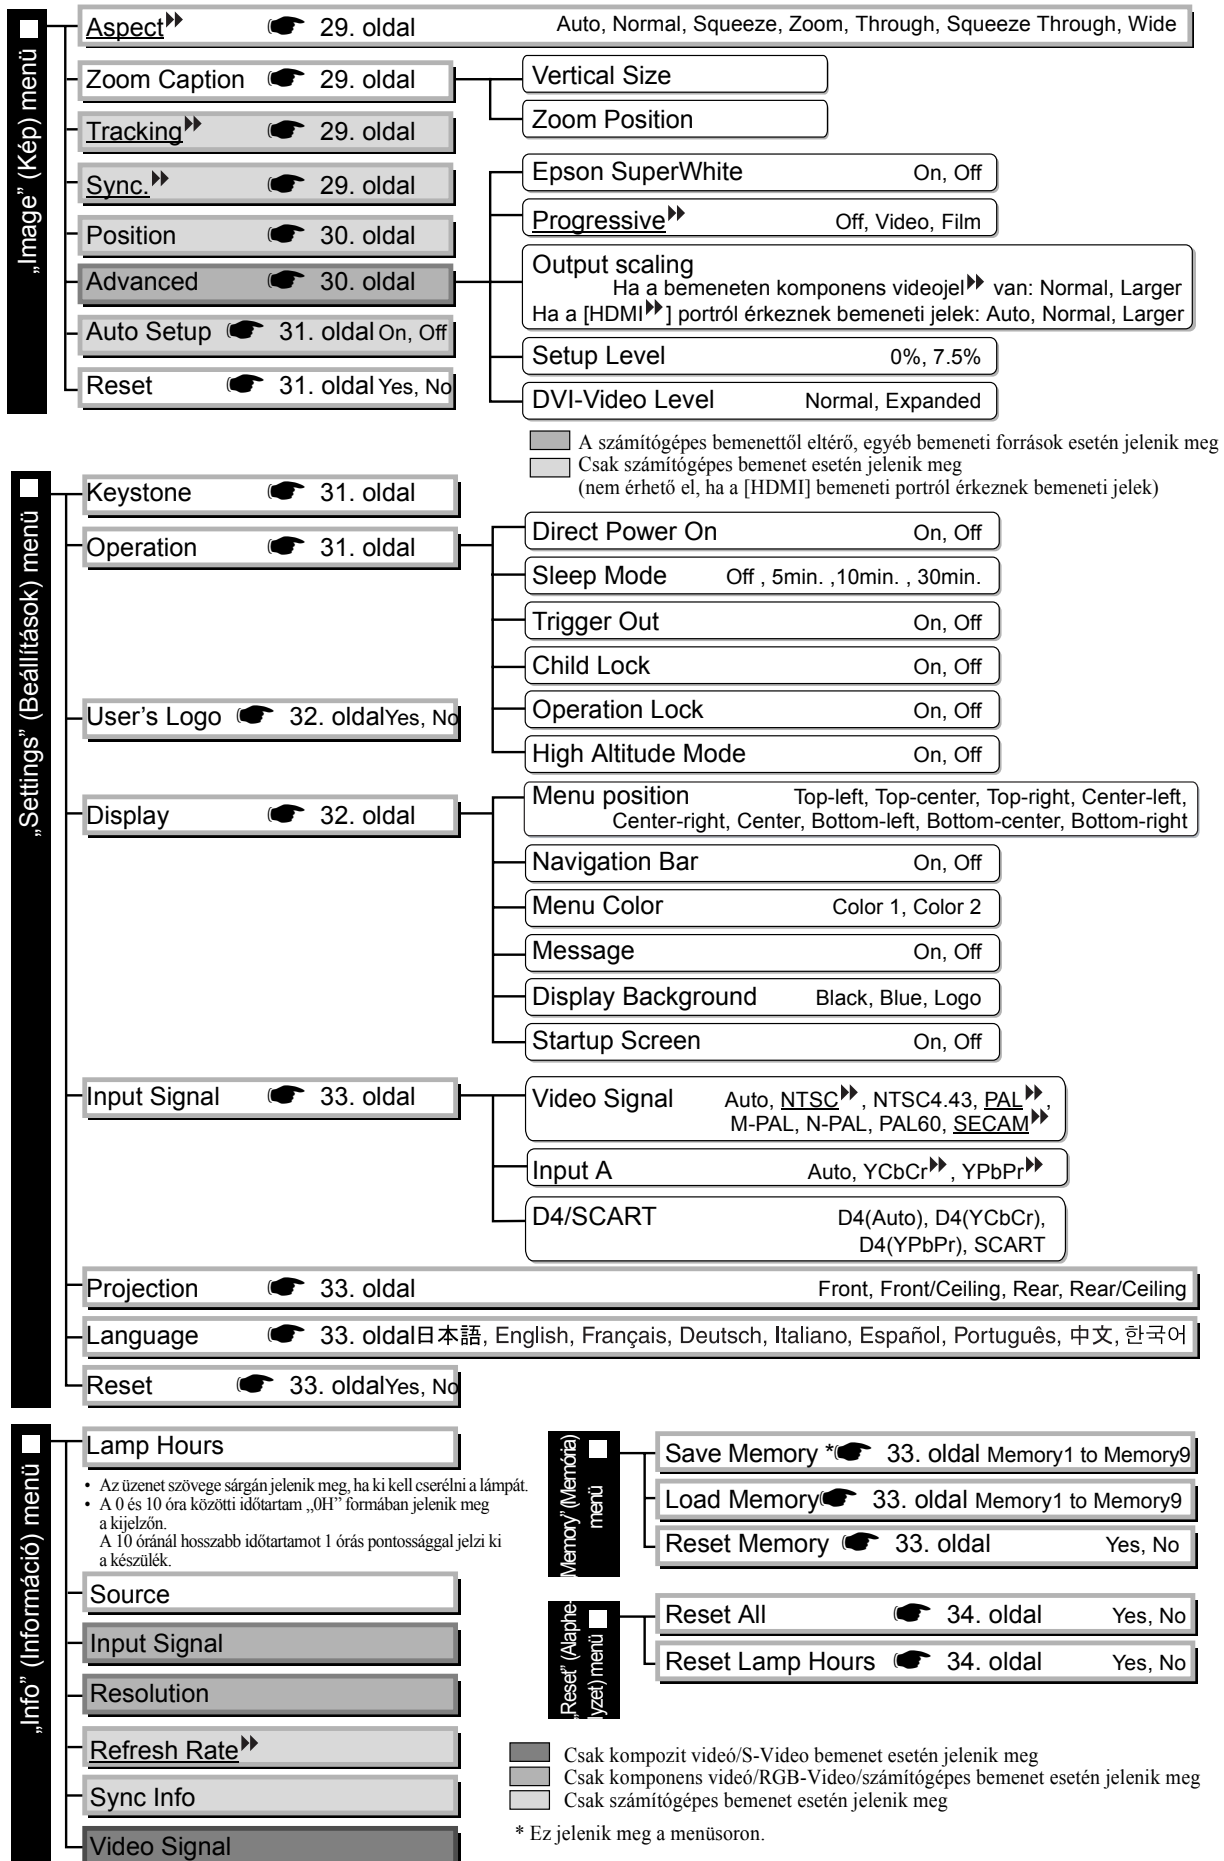 „Image” (Kép) menü
Aspect 29. oldal Auto, Normal, Squeeze, Zoom, Through, Squeeze Through, Wide
Zoom Caption 29. oldal
Vertical Size
Zoom Position
Tracking 29. oldal
Sync. 29. oldal
Position 30. oldal
Advanced 30. oldal
Epson SuperWhite On, Off
Progressive Off, Video, Film
Output scaling
Ha a bemeneten komponens videojel van: Normal, Larger
Ha a [HDMI] portról érkeznek bemeneti jelek: Auto, Normal, Larger
Setup Level 0%, 7.5%
DVI-Video Level Normal, Expanded
Auto Setup 31. oldal On, Off
Reset 31. oldal Yes, No
A számítógépes bemenettől eltérő, egyéb bemeneti források esetén jelenik meg
Csak számítógépes bemenet esetén jelenik meg
(nem érhető el, ha a [HDMI] bemeneti portról érkeznek bemeneti jelek)
„Settings” (Beállítások) menü
Keystone 31. oldal
Operation 31. oldal
Direct Power On On, Off
Sleep Mode Off , 5min. ,10min. , 30min.
Trigger Out On, Off
Child Lock On, Off
Operation Lock On, Off
High Altitude Mode On, Off
User’s Logo 32. oldalYes, No
Display 32. oldal
Menu position Top-left, Top-center, Top-right, Center-left,
Center-right, Center, Bottom-left, Bottom-center, Bottom-right
Navigation Bar On, Off
Menu Color Color 1, Color 2
Message On, Off
Display Background Black, Blue, Logo
Startup Screen On, Off
Input Signal 33. oldal
Video Signal Auto, NTSC , NTSC4.43, PAL ,
M-PAL, N-PAL, PAL60, SECAM
Input A Auto, YCbCr , YPbPr
D4/SCART D4(Auto), D4(YCbCr),
D4(YPbPr), SCART
Projection 33. oldal Front, Front/Ceiling, Rear, Rear/Ceiling
Language 33. oldal日本語, English, Français, Deutsch, Italiano, Español, Português, 中文, 한국어
Reset 33. oldalYes, No
„Info” (Információ) menü
Lamp Hours
• Az üzenet szövege sárgán jelenik meg, ha ki kell cserélni a lámpát.
• A 0 és 10 óra közötti időtartam „0H” formában jelenik meg
a kijelzőn.
A 10 óránál hosszabb időtartamot 1 órás pontossággal jelzi ki
a készülék.
Source
Input Signal
Resolution
Refresh Rate
Sync Info
Video Signal
Memory” (Memória)
menü
Save Memory * 33. oldal Memory1 to Memory9
Load Memory 33. oldal Memory1 to Memory9
Reset Memory 33. oldal Yes, No
„Reset” (Alaphe-
lyzet) menü
Reset All 34. oldal Yes, No
Reset Lamp Hours 34. oldal Yes, No
Csak kompozit videó/S-Video bemenet esetén jelenik meg
Csak komponens videó/RGB-Video/számítógépes bemenet esetén jelenik meg
Csak számítógépes bemenet esetén jelenik meg
* Ez jelenik meg a menüsoron.